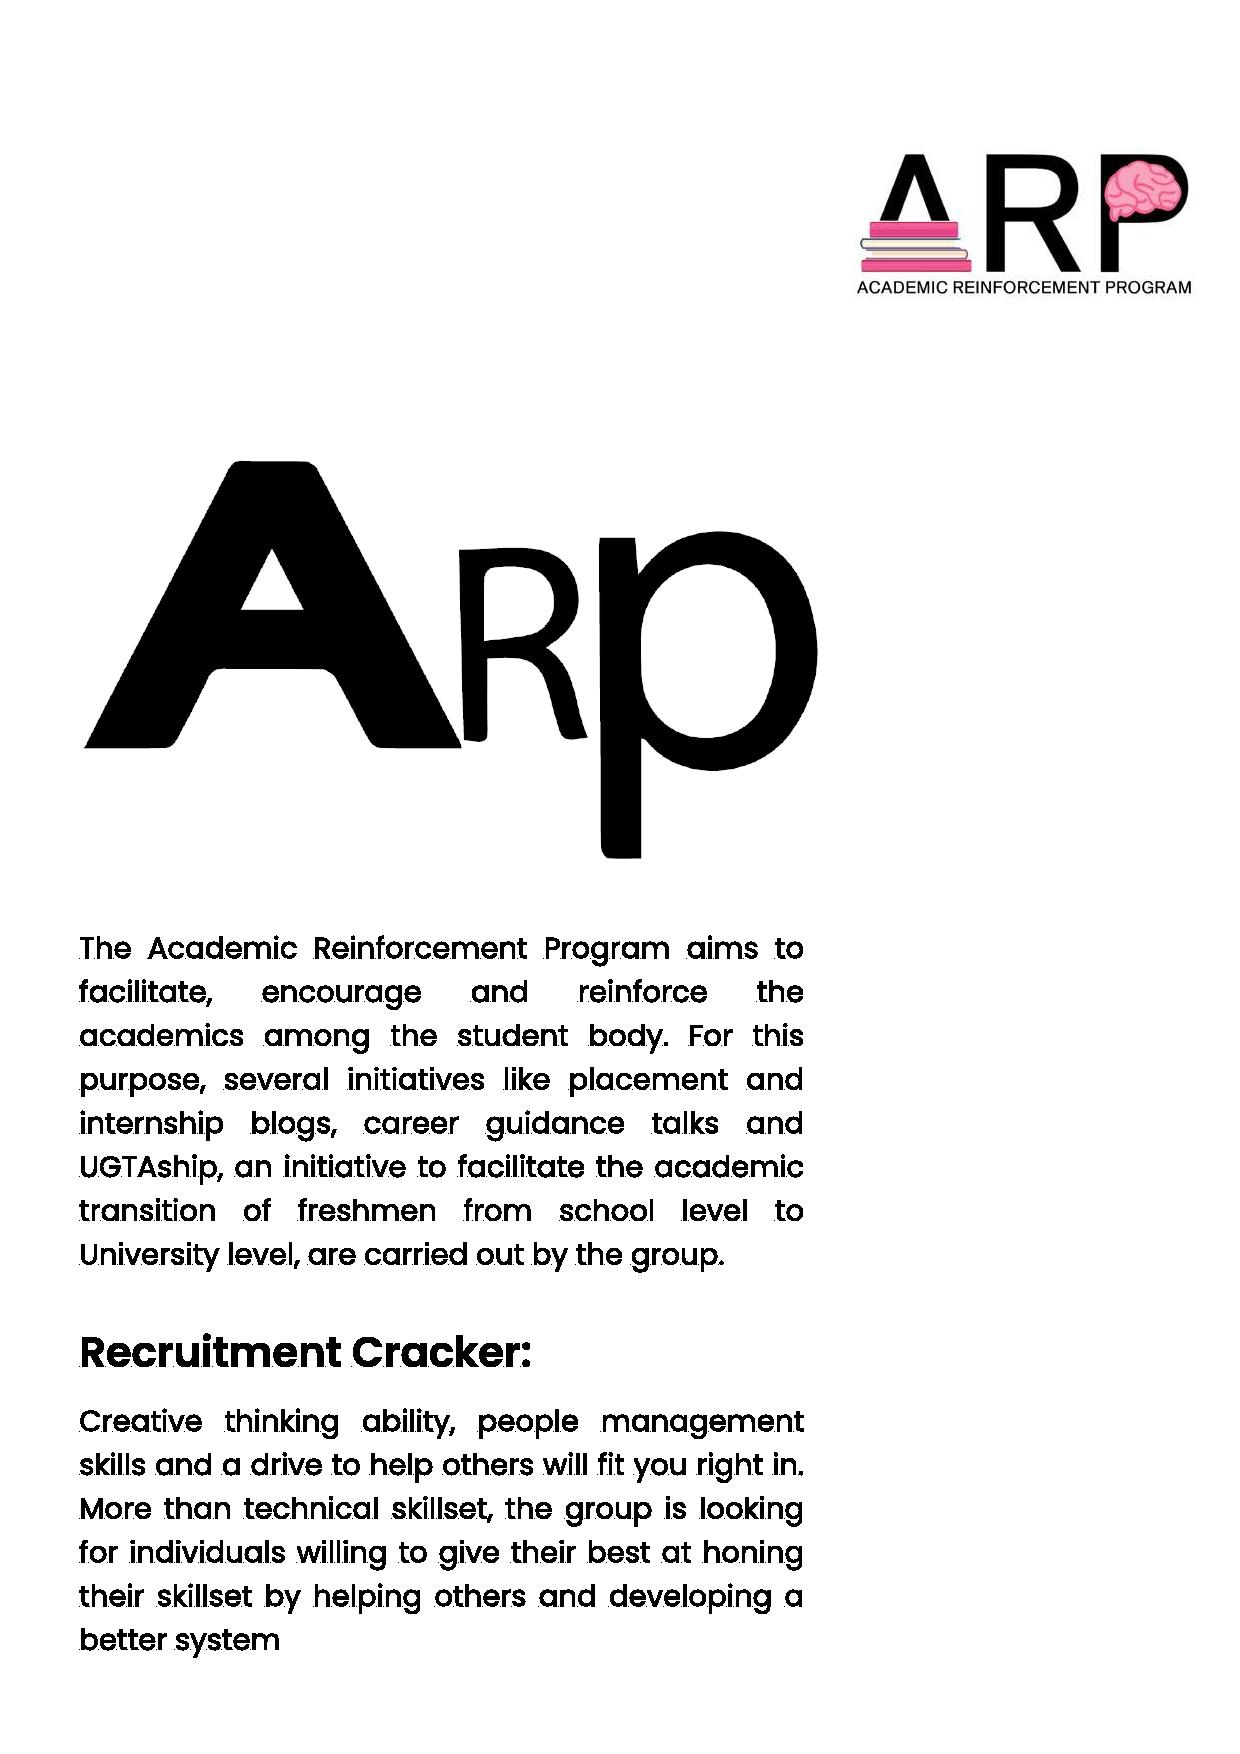 ARP
ACADEMIC REINFORCEMENT PROGRAM
ARp
The Academic Reinforcement Program aims to
facilitate, encourage and reinforce the
academics among the student body. For this
purpose, several initiatives like placement and
internship blogs, career guidance talks and
UGTAship, an initiative to facilitate the academic
transition of freshmen from school level to
University level, are carried out by the group.
Recruitment Cracker:
Creative thinking ability, people management
skills and a drive to help others will fit you right in.
More than technical skillset, the group is looking
for individuals willing to give their best at honing
their skillset by helping others and developing a
better system